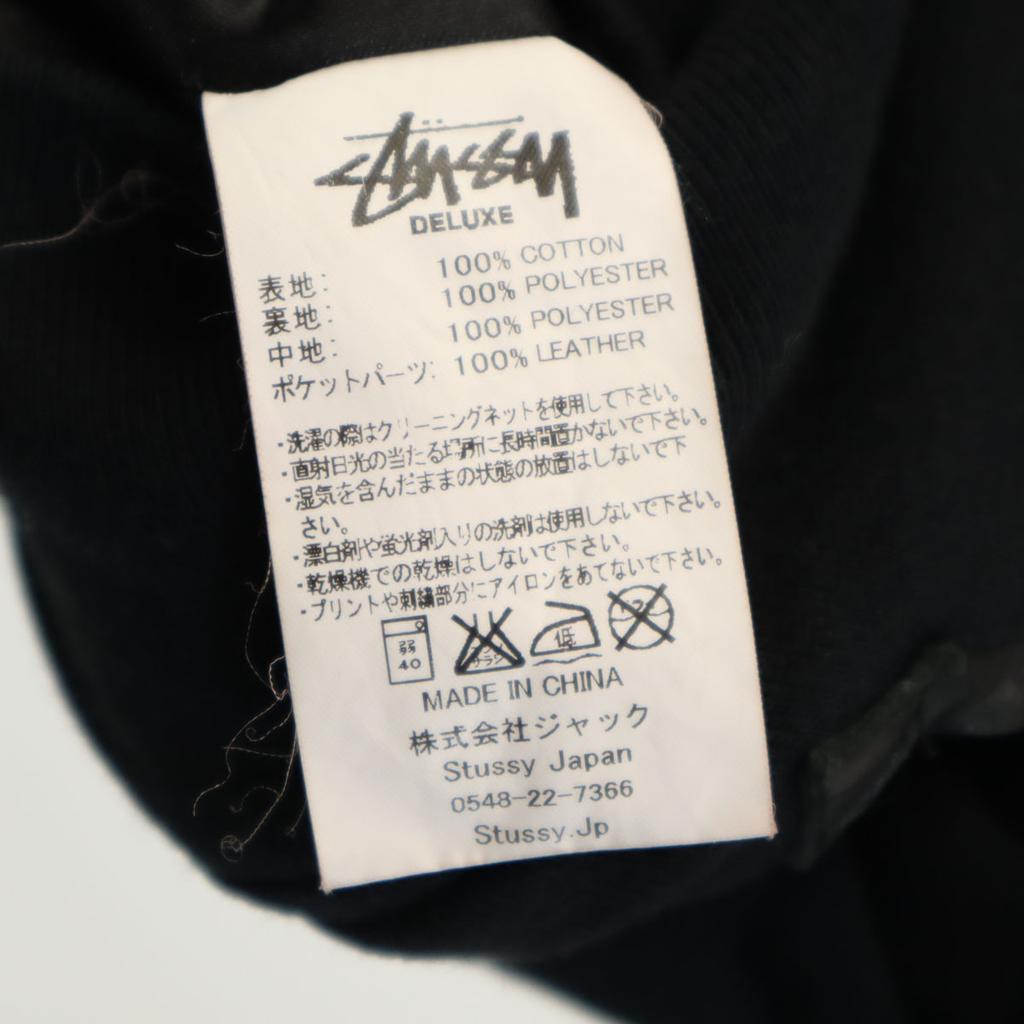 STÜSSY
DELUXE
表地: 100% COTTON
裏地: 100% POLYESTER
中地: 100% POLYESTER
ポケットパーツ: 100% LEATHER
・洗濯の際はクリーニングネットを使用して下さい。
・直射日光の当たる場所に長時間置かないで下さい。
・湿気を含んだままの状態の放置はしないで下
さい。
・漂白剤や蛍光剤入りの洗剤は使用しないで下さい。
・乾燥機での乾燥はしないで下さい。
・プリントや刺繍部分にアイロンをあてないで下さい。
弱
40
低
MADE IN CHINA
株式会社ジャック
Stussy Japan
0548-22-7366
Stussy.Jp